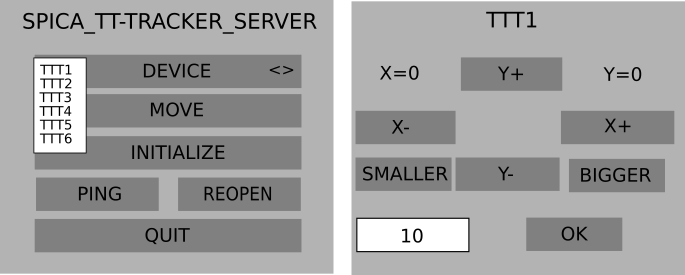 SPICA_TT-TRACKER_SERVER
DEVICE <>
TTT1
TTT2
TTT3
TTT4
TTT5
TTT6
MOVE
INITIALIZE
PING REOPEN
QUIT
TTT1
X=0 Y+ Y=0
X- X+
SMALLER Y- BIGGER
10 OK